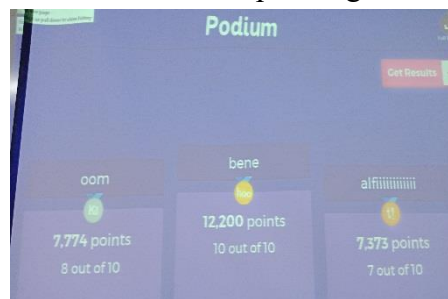 Podium
Get Results
bene
oom
alfiiiiiiiiiiii
12,200 points
7,774 points
7,373 points
10 out of 10
8 out of 10
7 out of 10